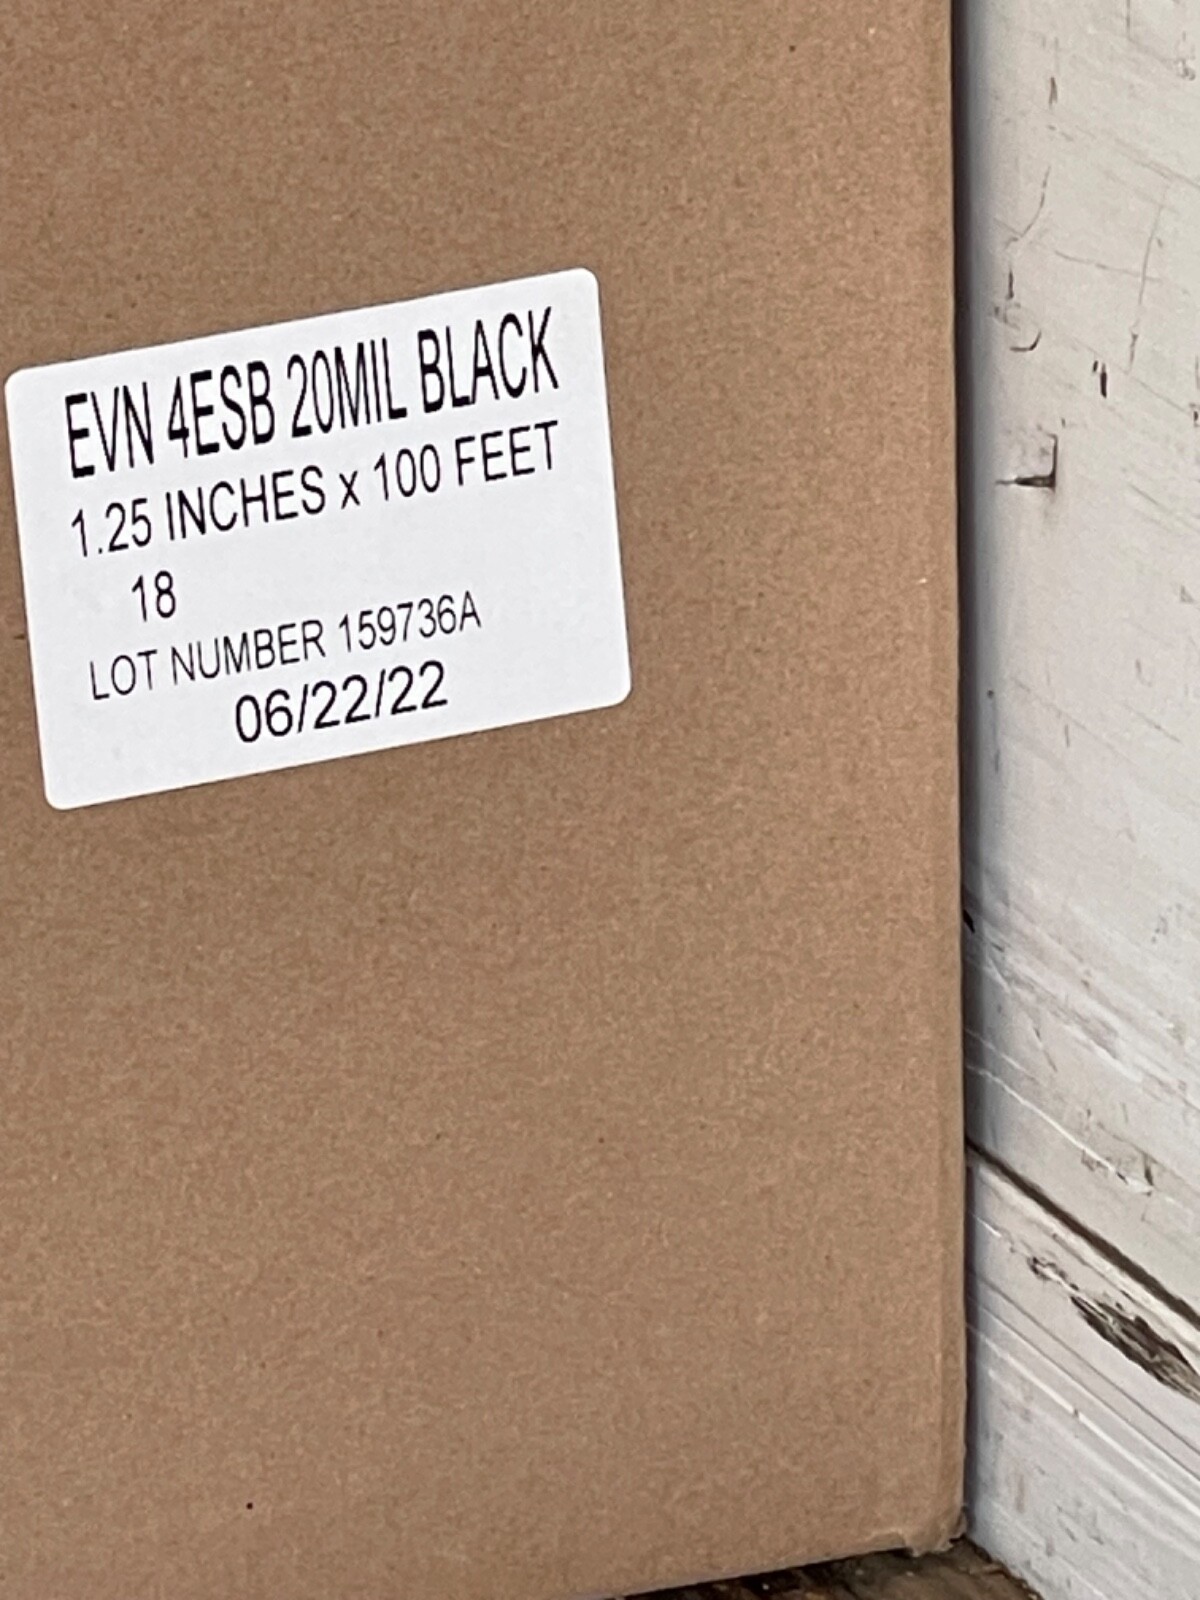 EVN 4ESB 20MIL BLACK
1.25 INCHES x 100 FEET
18
LOT NUMBER 159736A
06/22/22